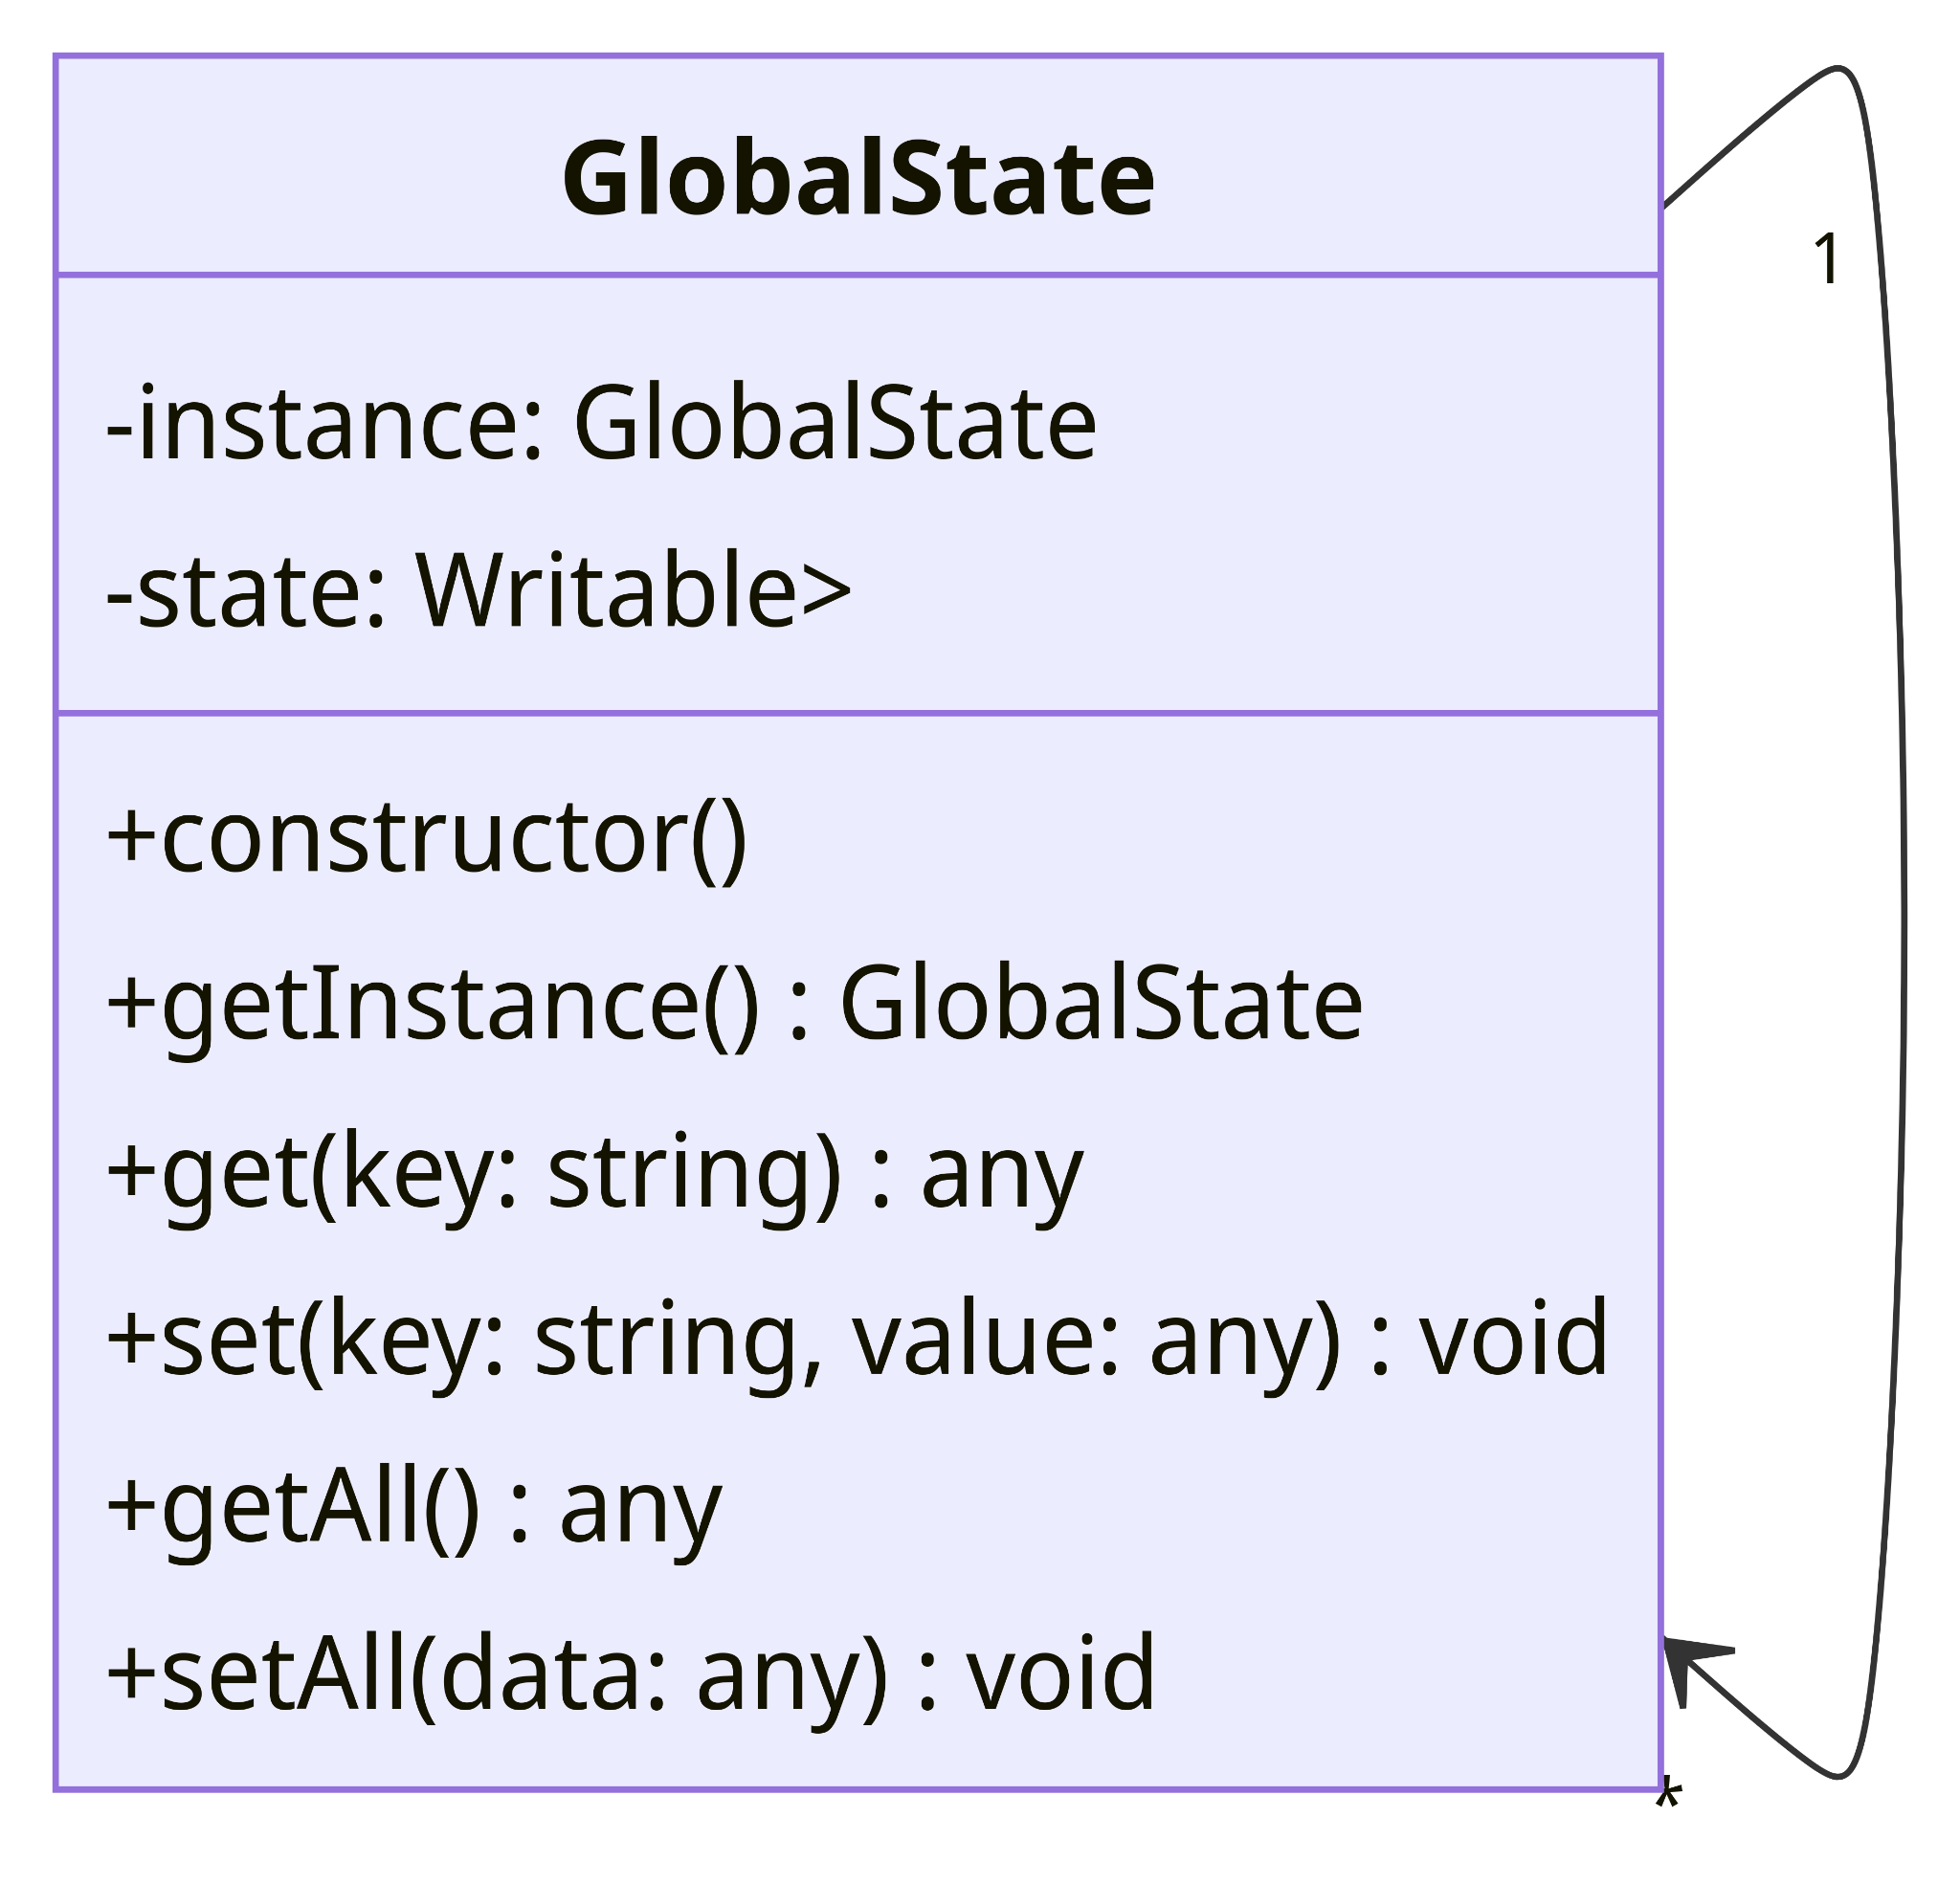 GlobalState
1
-instance: GlobalState
-state: Writable>
+constructor()
+getInstance() : GlobalState
+get(key: string) : any
+set(key: string, value: any) : void
+getAll() : any
+setAll(data: any) : void
*